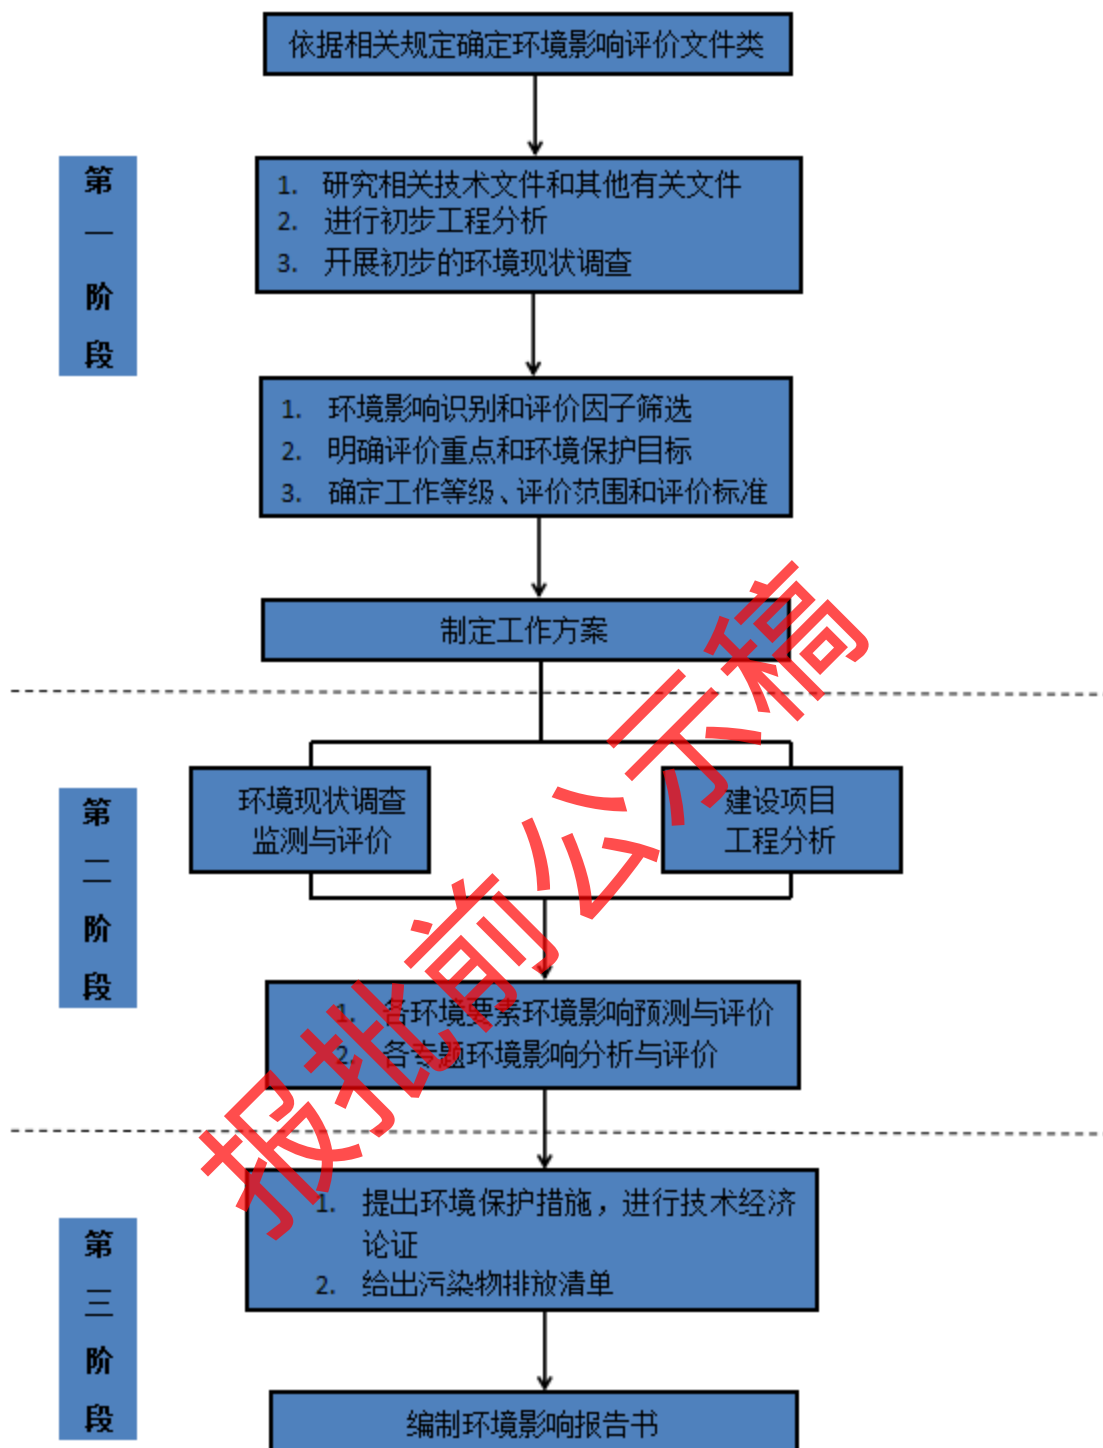 依据相关规定确定环境影响评价文件类
第一阶段
1. 研究相关技术文件和其他有关文件
2. 进行初步工程分析
3. 开展初步的环境现状调查
1. 环境影响识别和评价因子筛选
2. 明确评价重点和环境保护目标
3. 确定工作等级、评价范围和评价标准
制定工作方案
第二阶段
环境现状调查
监测与评价
建设项目
工程分析
1. 各环境要素环境影响预测与评价
2. 各专题环境影响分析与评价
第三阶段
1. 提出环境保护措施，进行技术经济
论证
2. 给出污染物排放清单
编制环境影响报告书
报批前公示稿